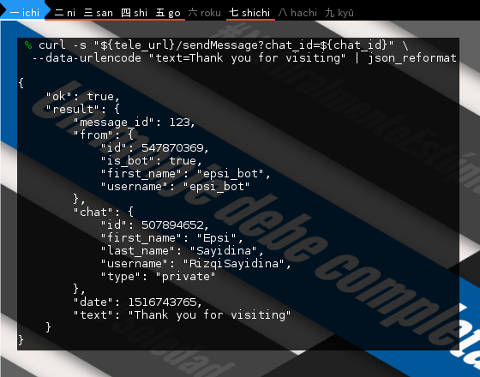 一 ichi 二 ni 三 san 四 shi 五 go 六 roku 七 shichi 八 hachi 九 kyū
% curl -s "${tele_url}/sendMessage?chat_id=${chat_id}" \
--data-urlencode "text=Thank you for visiting" | json_reformat
{
"ok": true,
"result": {
"message_id": 123,
"from": {
"id": 547870369,
"is_bot": true,
"first_name": "epsi_bot",
"username": "epsi_bot"
},
"chat": {
"id": 507894652,
"first_name": "Epsi",
"last_name": "Sayidina",
"username": "RizqiSayidina",
"type": "private"
},
"date": 1516743765,
"text": "Thank you for visiting"
}
}
debe